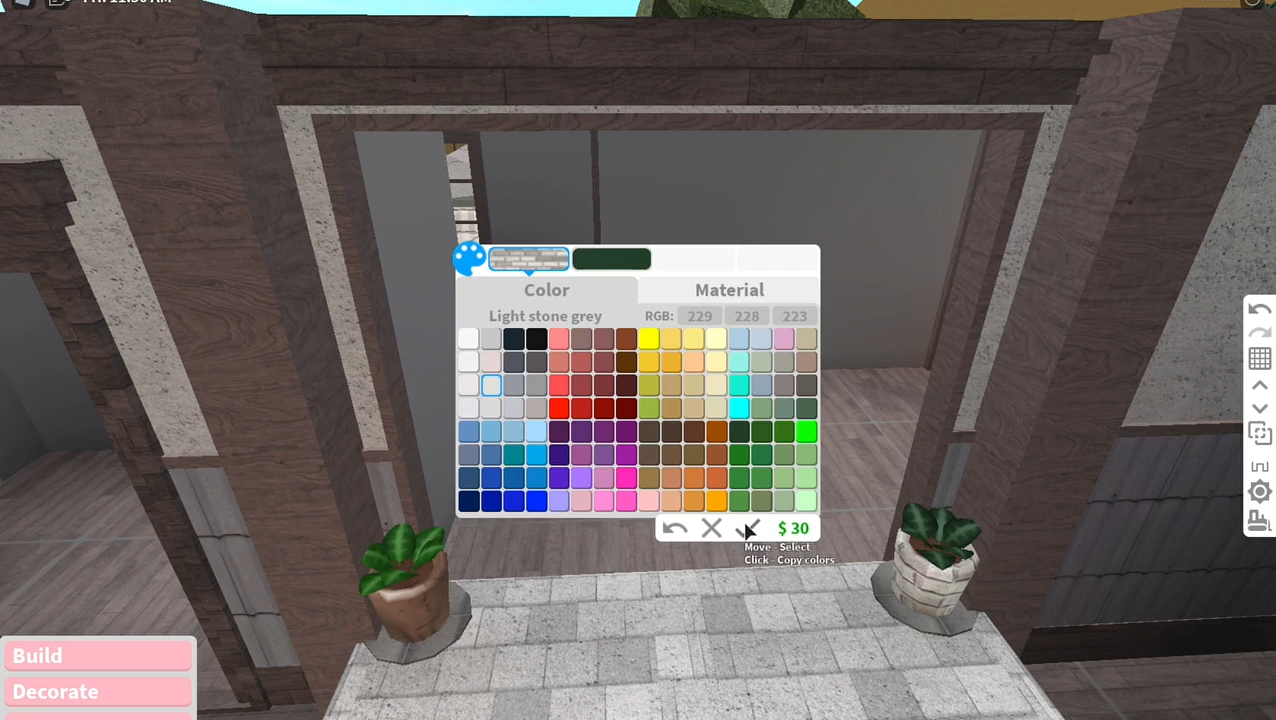 Color
Material
Light stone grey
RGB: 229 228 223
$ 30
Move - Select
Click - Copy colors
Build
Decorate